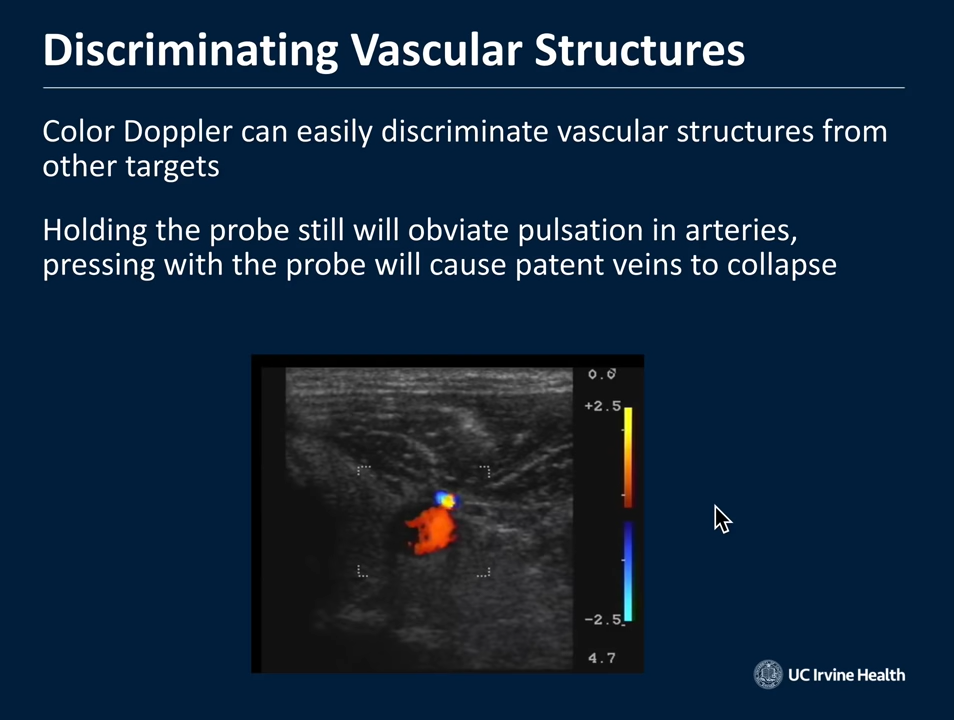 Discriminating Vascular Structures
Color Doppler can easily discriminate vascular structures from
other targets
Holding the probe still will obviate pulsation in arteries,
pressing with the probe will cause patent veins to collapse
0.0
+2.5
-2.5
4.7
UC Irvine Health